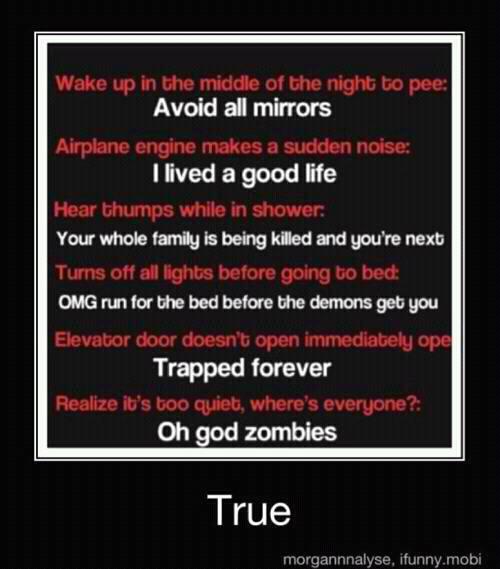 Wake up in the middle of the night to pee:
Avoid all mirrors
Airplane engine makes a sudden noise:
I lived a good life
Hear thumps while in shower:
Your whole family is being killed and you're next
Turns off all lights before going to bed:
OMG run for the bed before the demons get you
Elevator door doesn't open immediately ope
Trapped forever
Realize it's too quiet, where's everyone?:
Oh god zombies
True
morgannnalyse, ifunny.mobi